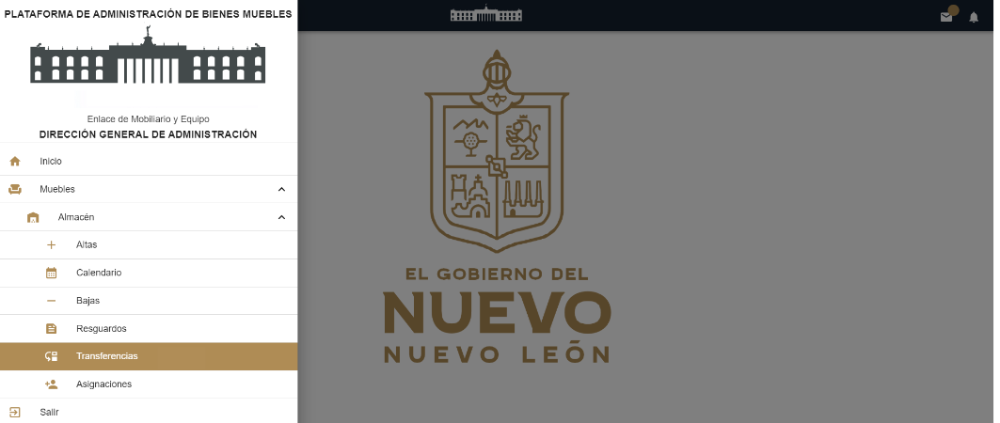 PLATAFORMA DE ADMINISTRACIÓN DE BIENES MUEBLES
Enlace de Mobiliario y Equipo
DIRECCIÓN GENERAL DE ADMINISTRACIÓN
Inicio
Muebles
Almacén
Altas
Calendario
Bajas
Resguardos
Transferencias
Asignaciones
Salir
EL GOBIERNO DEL
NUEVO
NUEVO LEÓN